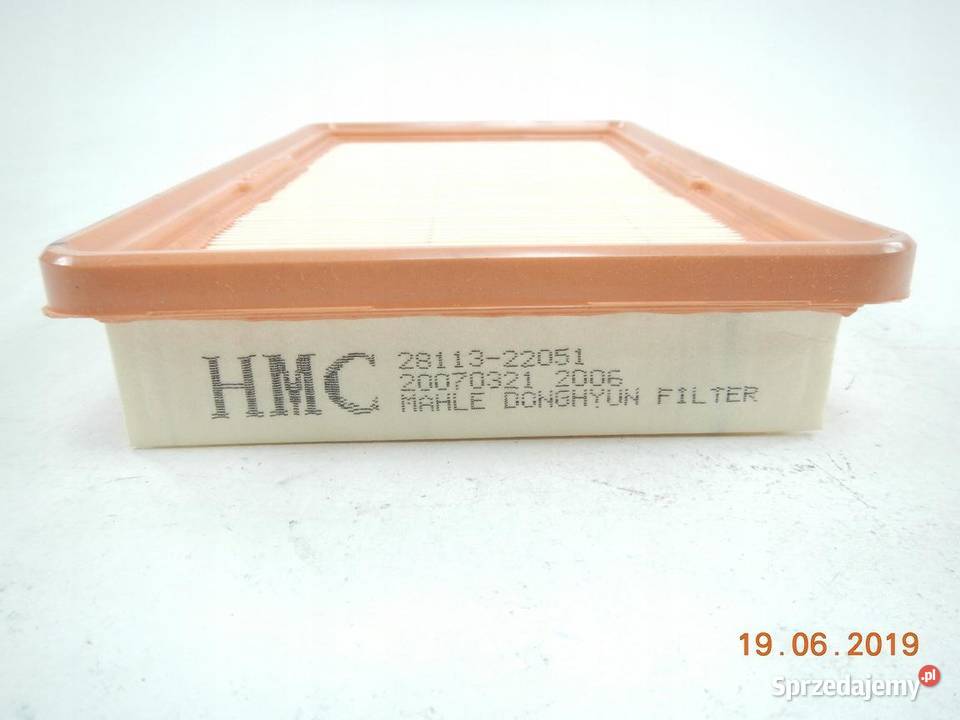 HMC 28113-22051
20070321 2006
MAHLE DONGHYUN FILTER
19.06.2019
Sprzedajemy.pl